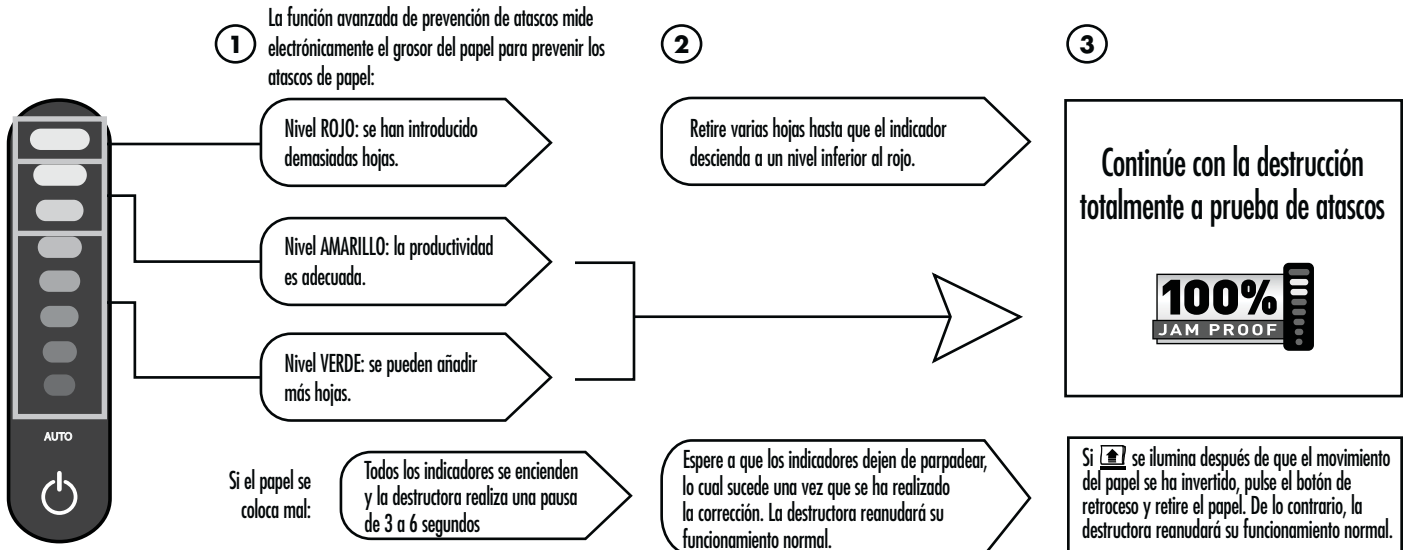 1
La función avanzada de prevención de atascos mide
electrónicamente el grosor del papel para prevenir los
atascos de papel:
Nivel ROJO: se han introducido
demasiadas hojas.
Nivel AMARILLO: la productividad
es adecuada.
Nivel VERDE: se pueden añadir
más hojas.
2
Retire varias hojas hasta que el indicador
descienda a un nivel inferior al rojo.
3
Continúe con la destrucción
totalmente a prueba de atascos
100%
JAM PROOF
AUTO
Si el papel se
coloca mal:
Todos los indicadores se encienden
y la destructora realiza una pausa
de 3 a 6 segundos
Espere a que los indicadores dejen de parpadear,
lo cual sucede una vez que se ha realizado
la corrección. La destructora reanudará su
funcionamiento normal.
Si se ilumina después de que el movimiento
del papel se ha invertido, pulse el botón de
retroceso y retire el papel. De lo contrario, la
destructora reanudará su funcionamiento normal.